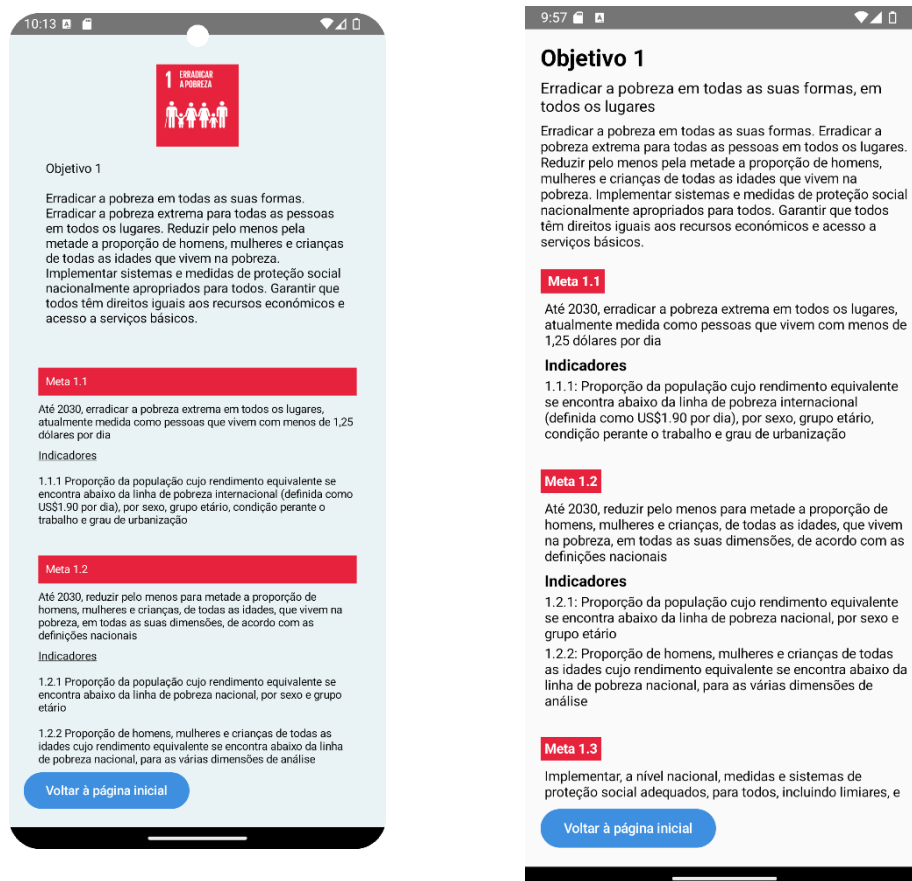 10:13
1 ERRADICAR
A POBREZA
Objetivo 1
Erradicar a pobreza em todas as suas formas.
Erradicar a pobreza extrema para todas as pessoas
em todos os lugares. Reduzir pelo menos pela
metade a proporção de homens, mulheres e crianças
de todas as idades que vivem na pobreza.
Implementar sistemas e medidas de proteção social
nacionalmente apropriados para todos. Garantir que
todos têm direitos iguais aos recursos económicos e
acesso a serviços básicos.
Meta 1.1
Até 2030, erradicar a pobreza extrema em todos os lugares,
atualmente medida como pessoas que vivem com menos de 1,25
dólares por dia
Indicadores
1.1.1 Proporção da população cujo rendimento equivalente se
encontra abaixo da linha de pobreza internacional (definida como
US$1.90 por dia), por sexo, grupo etário, condição perante o
trabalho e grau de urbanização
Meta 1.2
Até 2030, reduzir pelo menos para metade a proporção de
homens, mulheres e crianças, de todas as idades, que vivem na
pobreza, em todas as suas dimensões, de acordo com as
definições nacionais
Indicadores
1.2.1 Proporção da população cujo rendimento equivalente se
encontra abaixo da linha de pobreza nacional, por sexo e grupo
etário
1.2.2 Proporção de homens, mulheres e crianças de todas as
idades cujo rendimento equivalente se encontra abaixo da linha
de pobreza nacional, para as várias dimensões de análise
Voltar à página inicial
9:57
Objetivo 1
Erradicar a pobreza em todas as suas formas, em
todos os lugares
Erradicar a pobreza em todas as suas formas. Erradicar a
pobreza extrema para todas as pessoas em todos os lugares.
Reduzir pelo menos pela metade a proporção de homens,
mulheres e crianças de todas as idades que vivem na
pobreza. Implementar sistemas e medidas de proteção social
nacionalmente apropriados para todos. Garantir que todos
têm direitos iguais aos recursos económicos e acesso a
serviços básicos.
Meta 1.1
Até 2030, erradicar a pobreza extrema em todos os lugares,
atualmente medida como pessoas que vivem com menos de
1,25 dólares por dia
Indicadores
1.1.1: Proporção da população cujo rendimento equivalente
se encontra abaixo da linha de pobreza internacional
(definida como US$1.90 por dia), por sexo, grupo etário,
condição perante o trabalho e grau de urbanização
Meta 1.2
Até 2030, reduzir pelo menos para metade a proporção de
homens, mulheres e crianças, de todas as idades, que vivem
na pobreza, em todas as suas dimensões, de acordo com as
definições nacionais
Indicadores
1.2.1: Proporção da população cujo rendimento equivalente
se encontra abaixo da linha de pobreza nacional, por sexo e
grupo etário
1.2.2: Proporção de homens, mulheres e crianças de todas
as idades cujo rendimento equivalente se encontra abaixo da
linha de pobreza nacional, para as várias dimensões de
análise
Meta 1.3
Implementar, a nível nacional, medidas e sistemas de
proteção social adequados, para todos, incluindo limiares, e
Voltar à página inicial